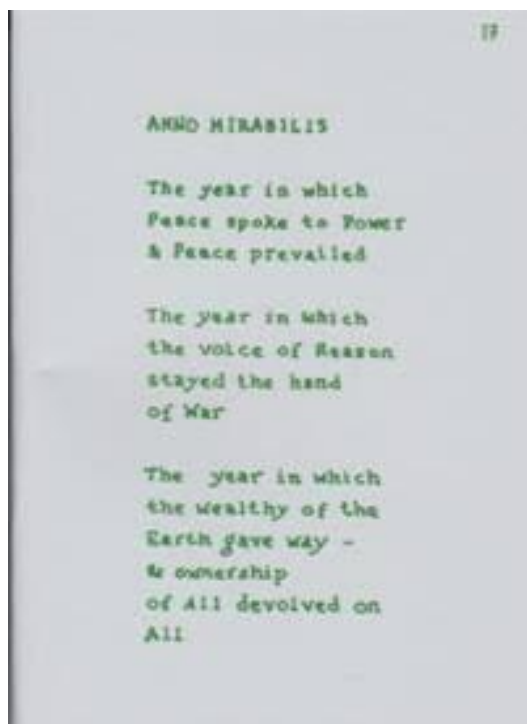 17
ANNO MIRABILIS
The year in which
Peace spoke to Power
& Peace prevailed
The year in which
the voice of Reason
stayed the hand
of War
The year in which
the wealthy of the
Earth gave way -
& ownership
of All devolved on
All